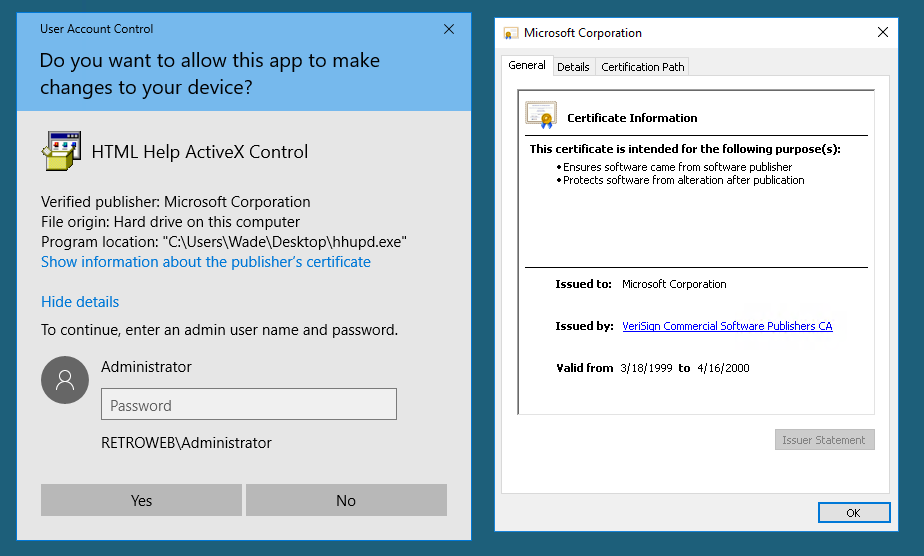 User Account Control
Do you want to allow this app to make
changes to your device?
HTML Help ActiveX Control
Verified publisher: Microsoft Corporation
File origin: Hard drive on this computer
Program location: "C:\Users\Wade\Desktop\hhupd.exe"
Show information about the publisher's certificate
Hide details
To continue, enter an admin user name and password.
Administrator
Password
RETROWEB\Administrator
Yes
No
Microsoft Corporation
General
Details
Certification Path
Certificate Information
This certificate is intended for the following purpose(s):
• Ensures software came from software publisher
• Protects software from alteration after publication
Issued to: Microsoft Corporation
Issued by: VeriSign Commercial Software Publishers CA
Valid from 3/18/1999 to 4/16/2000
Issuer Statement
OK